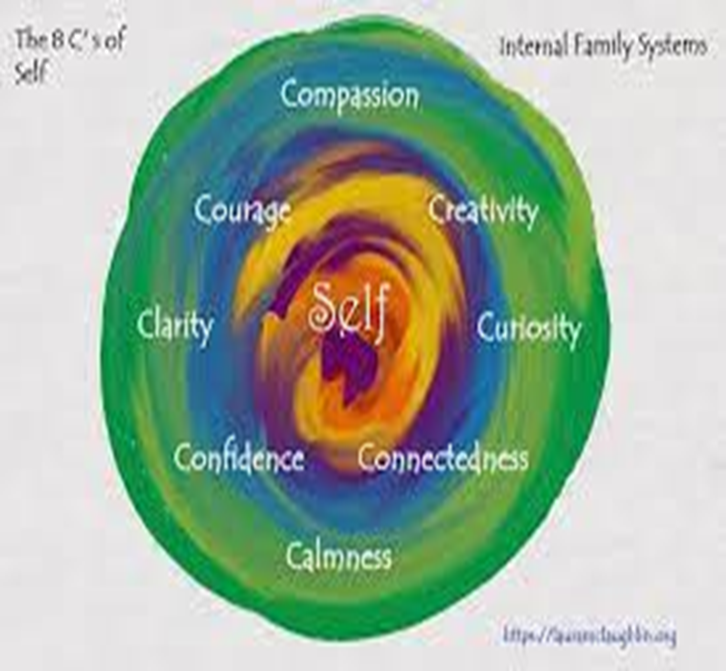 The 8 C's of
Self
Internal Family Systems
Compassion
Courage
Creativity
Self
Clarity
Curiosity
Confidence
Connectedness
Calmness